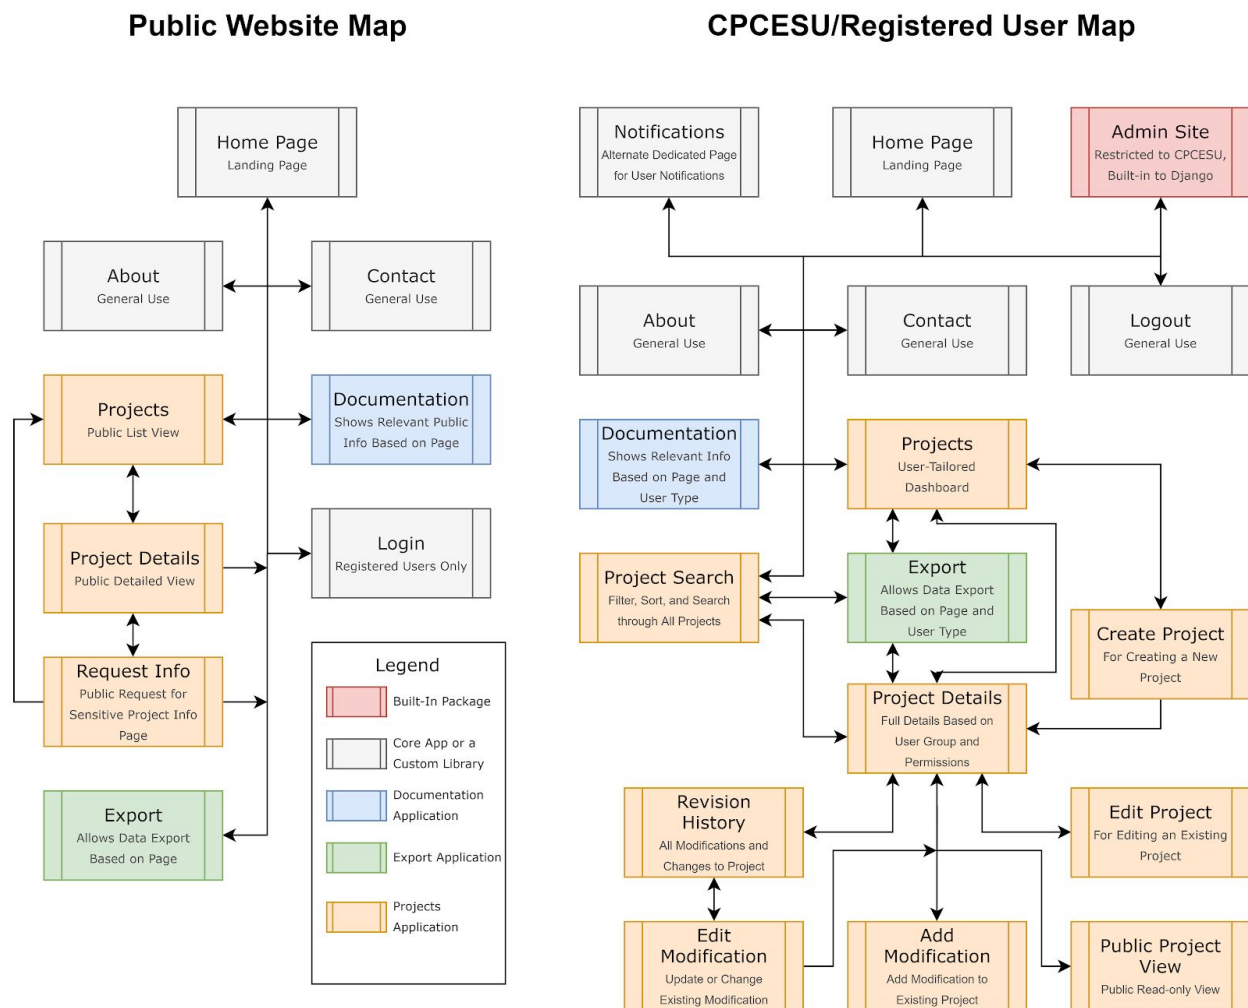 Public Website Map
Home Page
Landing Page
About
General Use
Contact
General Use
Projects
Public List View
Documentation
Shows Relevant Public
Info Based on Page
Project Details
Public Detailed View
Login
Registered Users Only
Request Info
Public Request for
Sensitive Project Info
Page
Export
Allows Data Export
Based on Page
Legend
Built-In Package
Core App or a
Custom Library
Documentation
Application
Export Application
Projects
Application
CPCESU/Registered User Map
Notifications
Alternate Dedicated Page
for User Notifications
Home Page
Landing Page
Admin Site
Restricted to CPCESU,
Built-in to Django
About
General Use
Contact
General Use
Logout
General Use
Documentation
Shows Relevant Info
Based on Page and
User Type
Projects
User-Tailored
Dashboard
Project Search
Filter, Sort, and Search
through All Projects
Export
Allows Data Export
Based on Page and
User Type
Create Project
For Creating a New
Project
Project Details
Full Details Based on
User Group and
Permissions
Revision
History
All Modifications and
Changes to Project
Edit Project
For Editing an Existing
Project
Edit
Modification
Update or Change
Existing Modification
Add
Modification
Add Modification to
Existing Project
Public Project
View
Public Read-only View